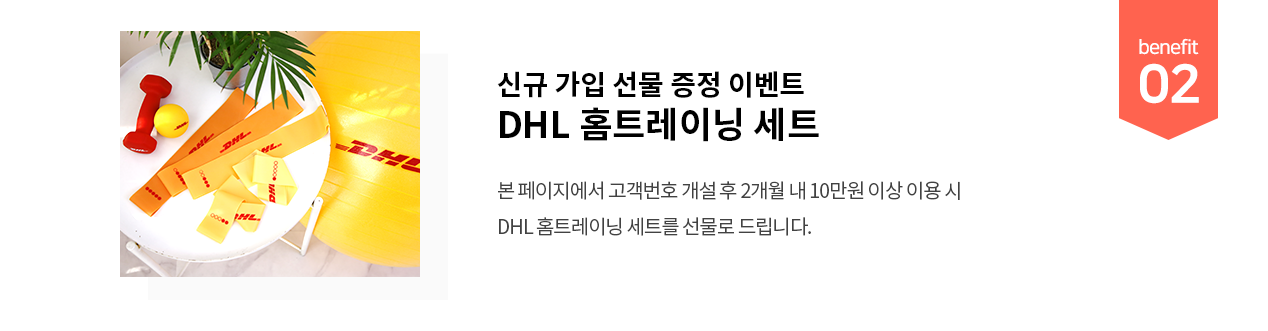 benefit
02
신규 가입 선물 증정 이벤트
DHL 홈트레이닝 세트
본 페이지에서 고객번호 개설 후 2개월 내 10만원 이상 이용 시
DHL 홈트레이닝 세트를 선물로 드립니다.
DHL
DHL
DHL
DHL
DHL